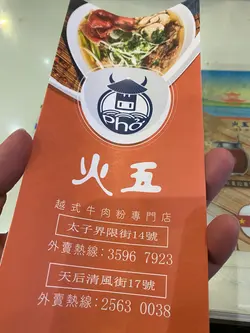 phở
火五
越式牛肉粉專門店
太子界限街14號
外賣熱線:3596 7923
天后清風街17號
外賣熱線:2563 0038